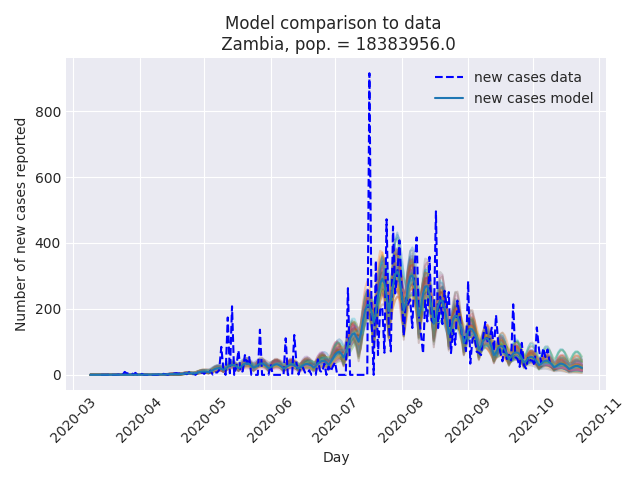 Model comparison to data
Zambia, pop. = 18383956.0
new cases data
new cases model
Number of new cases reported
800
600
400
200
0
2020-03
2020-04
2020-05
2020-06
2020-07
2020-08
2020-09
2020-10
2020-11
Day